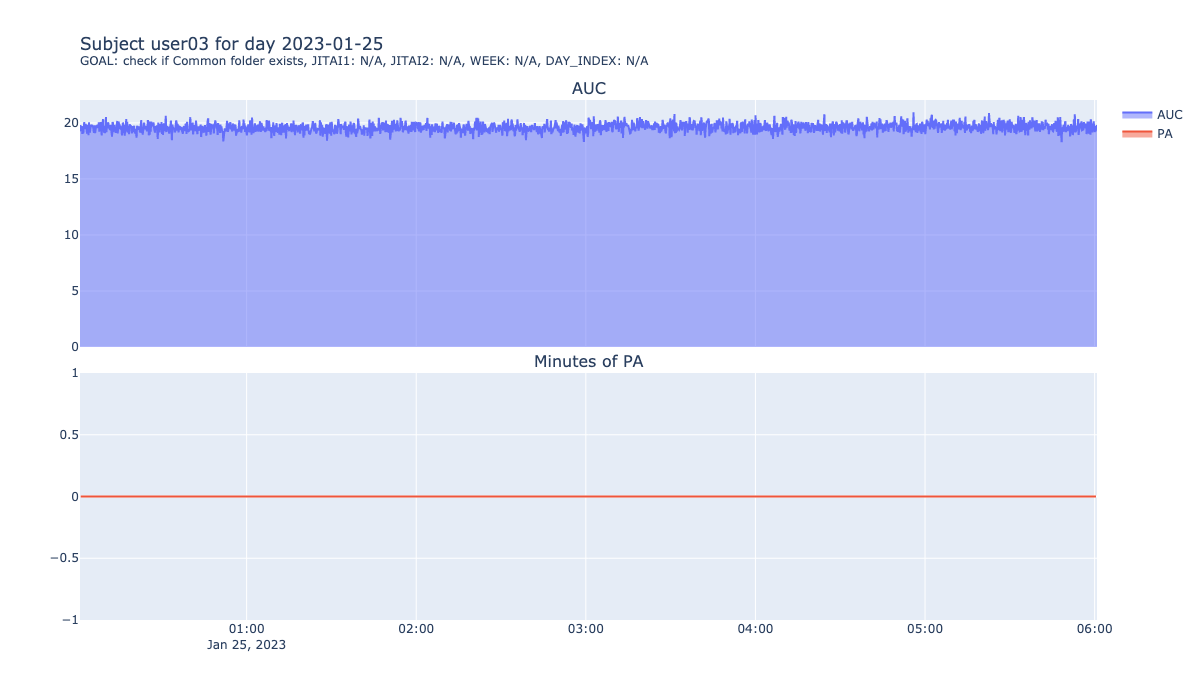 Subject user03 for day 2023-01-25
GOAL: check if Common folder exists, JITAI1: N/A, JITAI2: N/A, WEEK: N/A, DAY_INDEX: N/A
AUC
20
15
10
5
0
AUC
PA
Minutes of PA
1
0.5
0
−0.5
−1
01:00
02:00
03:00
04:00
05:00
06:00
Jan 25, 2023